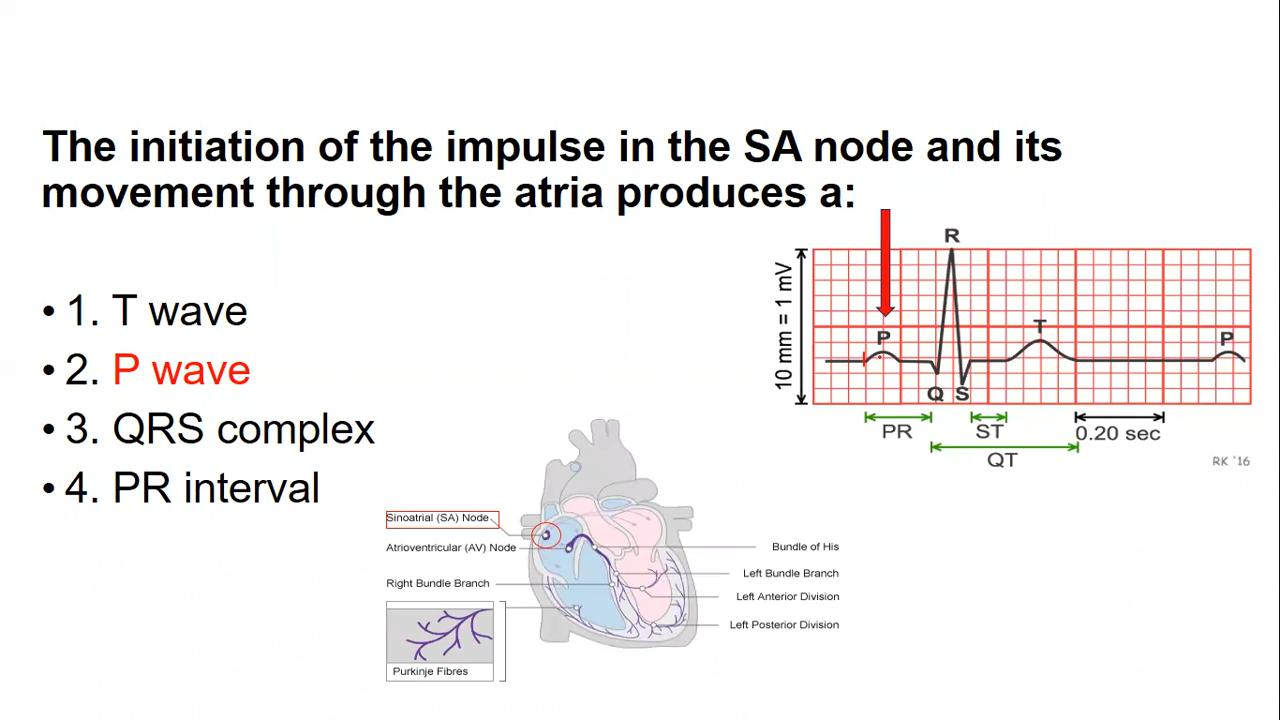 The initiation of the impulse in the SA node and its
movement through the atria produces a:
• 1. T wave
• 2. P wave
• 3. QRS complex
• 4. PR interval
R
P
T
P
Q S
10 mm = 1 mV
PR
ST
0.20 sec
QT
RK '16
Sinoatrial (SA) Node
Atrioventricular (AV) Node
Right Bundle Branch
Purkinje Fibres
Bundle of His
Left Bundle Branch
Left Anterior Division
Left Posterior Division